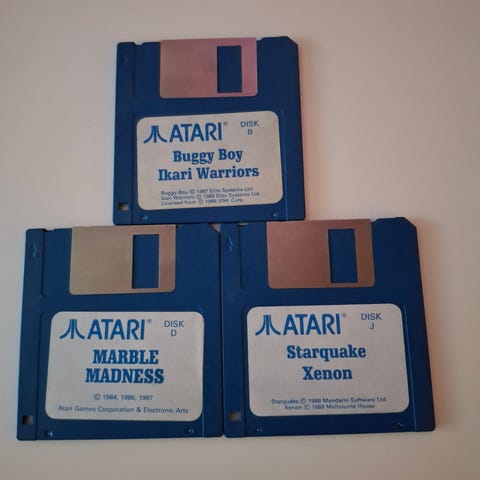 ATARI® DISK B
Buggy Boy
Ikari Warriors
Buggy Boy © 1987 Elite Systems Ltd.
Ikari Warriors © 1988 Elite Systems Ltd.
Licensed from © 1986 SNK Corp.
ATARI® DISK D
MARBLE
MADNESS
© 1984, 1986, 1987
Atari Games Corporation & Electronic Arts
ATARI® DISK J
Starquake
Xenon
Starquake © 1988 Mandarin Software Ltd.
Xenon © 1988 Melbourne House